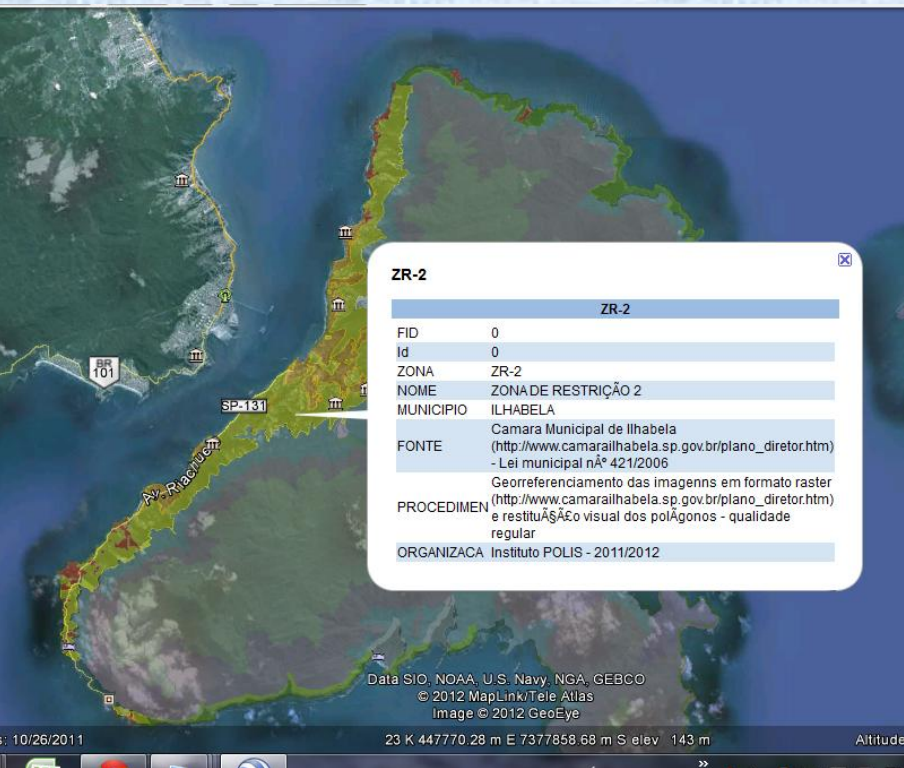 ZR-2
ZR-2
FID 0
Id 0
ZONA ZR-2
NOME ZONA DE RESTRIÇÃO 2
MUNICIPIO ILHABELA
FONTE Camara Municipal de Ilhabela
(http://www.camarailhabela.sp.gov.br/plano_diretor.htm)
- Lei municipal nÂº 421/2006
PROCEDIMEN Georreferenciamento das imagenns em formato raster
(http://www.camarailhabela.sp.gov.br/plano_diretor.htm)
e restituÃ§Ã£o visual dos polÃgonos - qualidade
regular
ORGANIZACA Instituto POLIS - 2011/2012
BR
101
SP-131
Av. Riachuel
Data SIO, NOAA, U.S. Navy, NGA, GEBCO
© 2012 MapLink/Tele Atlas
Image © 2012 GeoEye
s: 10/26/2011
23 K 447770.28 m E 7377858.68 m S elev 143 m
Altitude